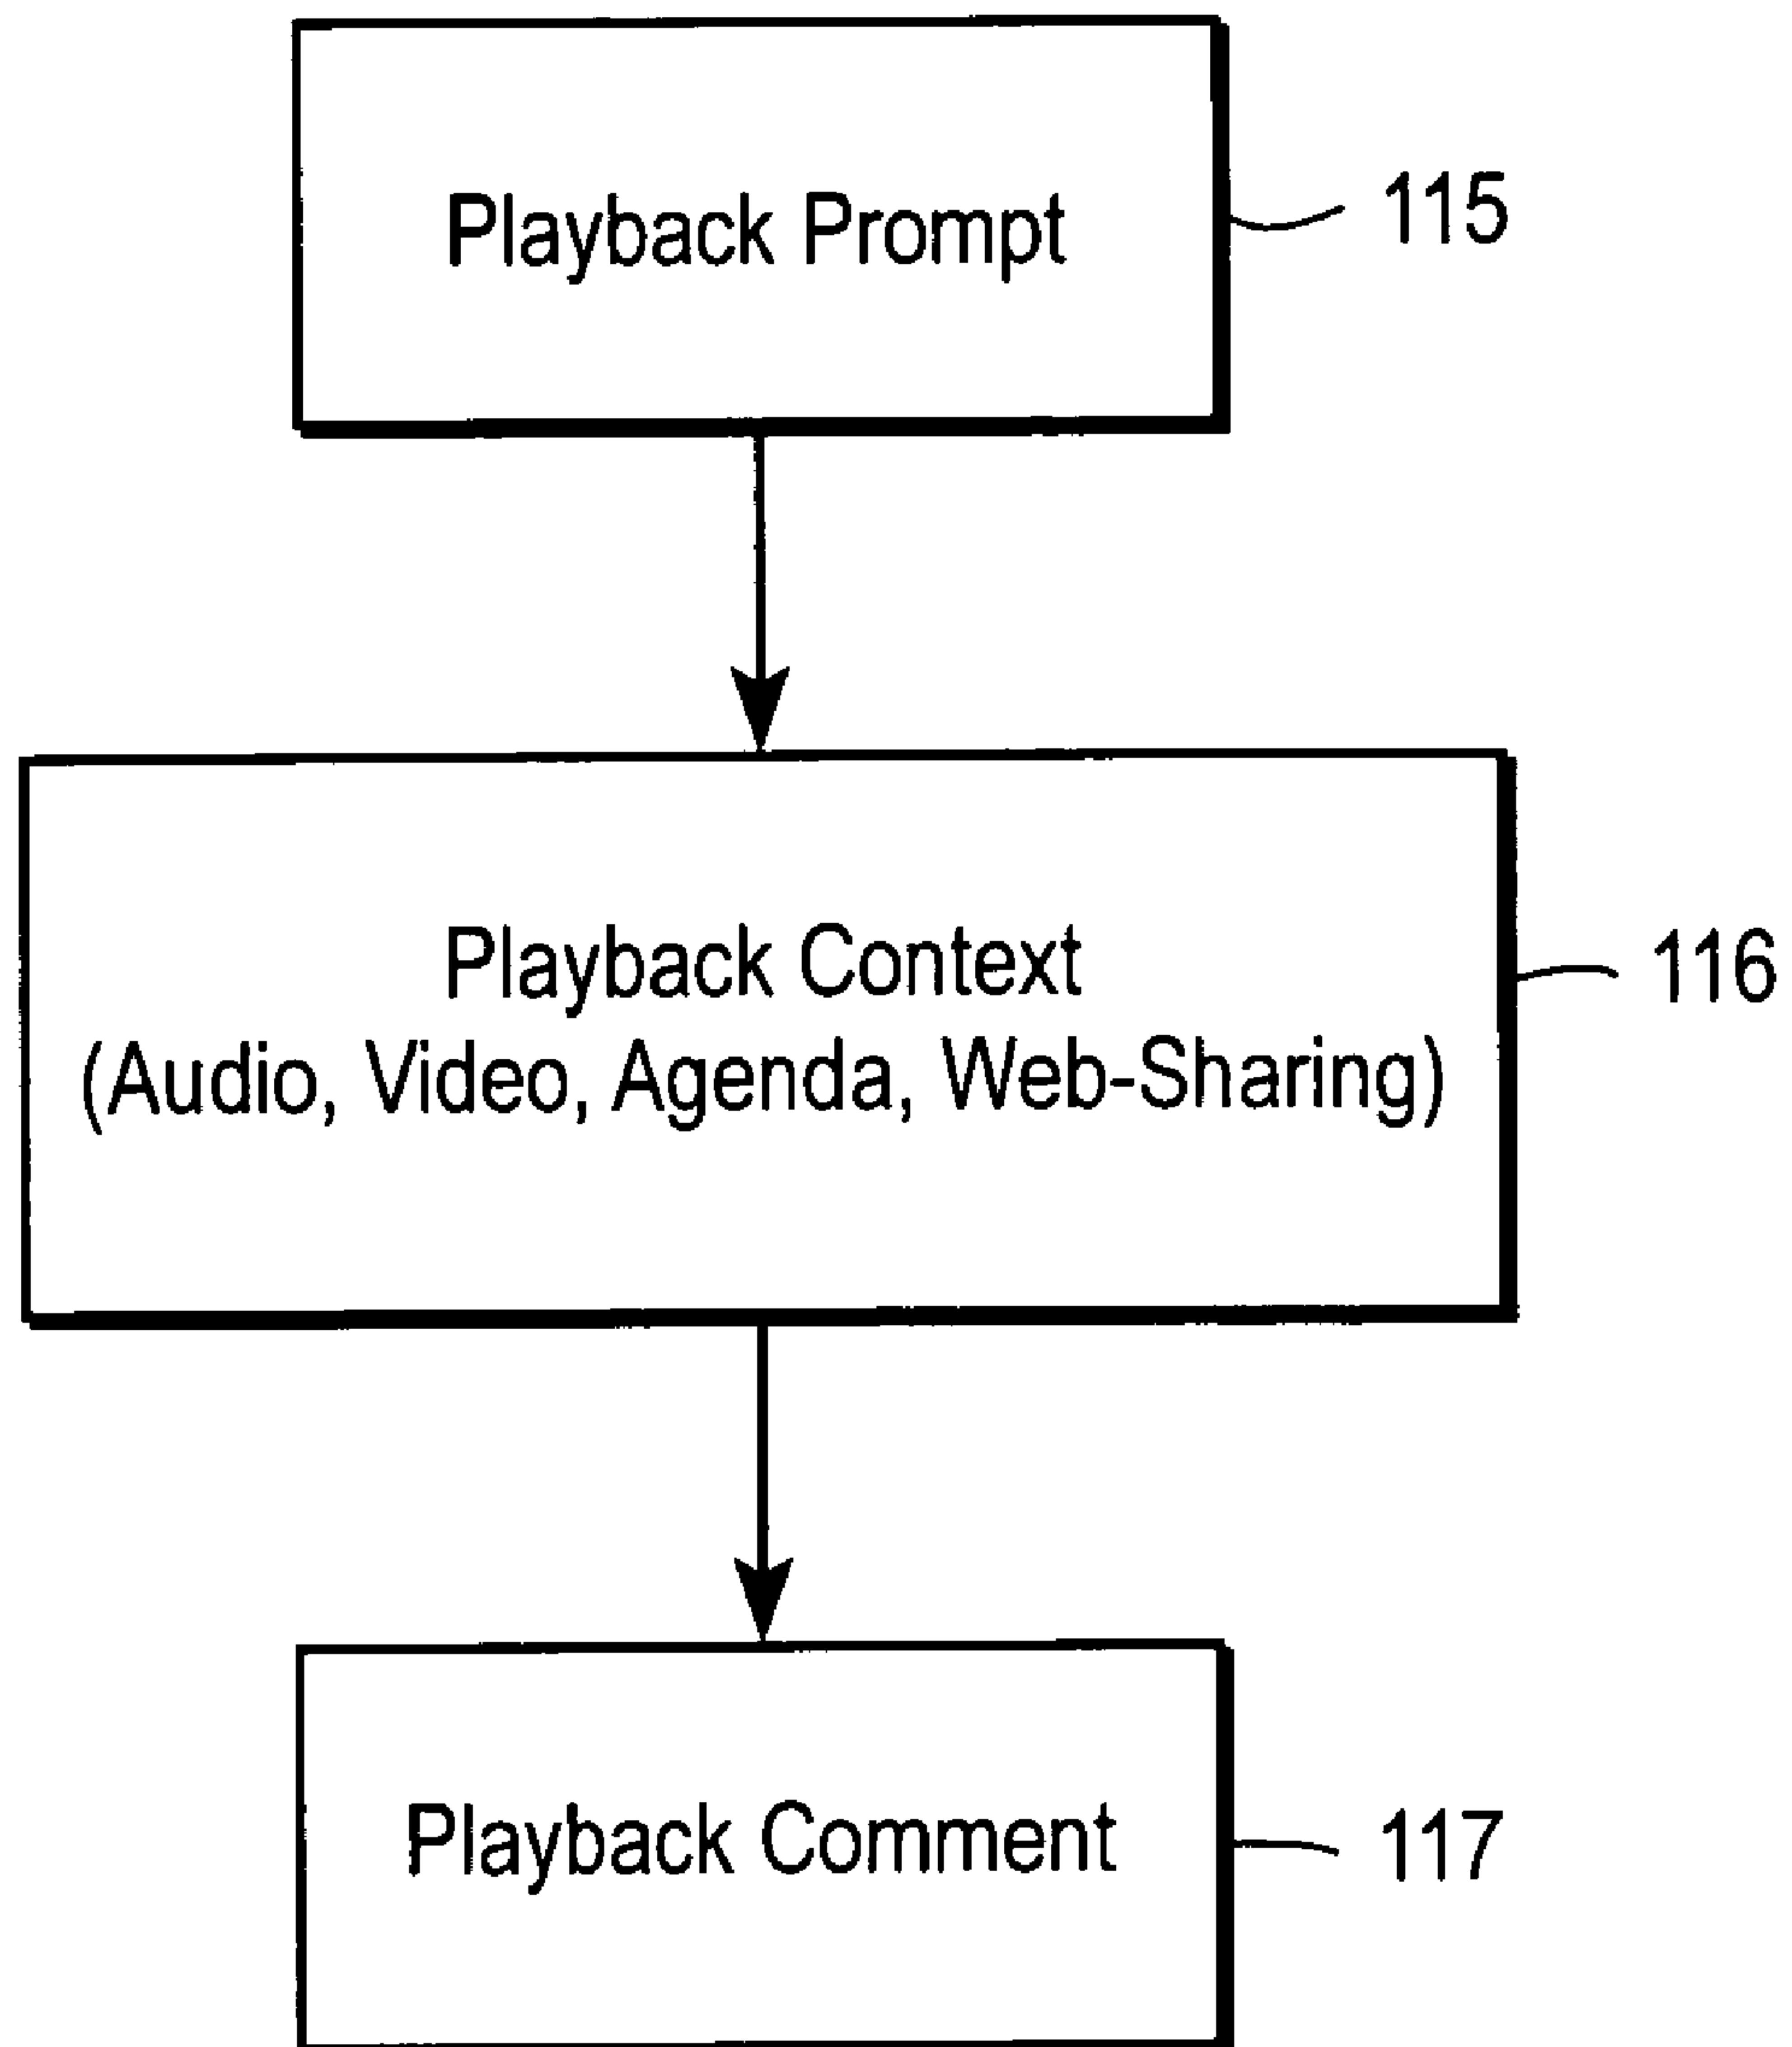 Playback Prompt
115
Playback Context
(Audio, Video, Agenda, Web-Sharing)
116
Playback Comment
117